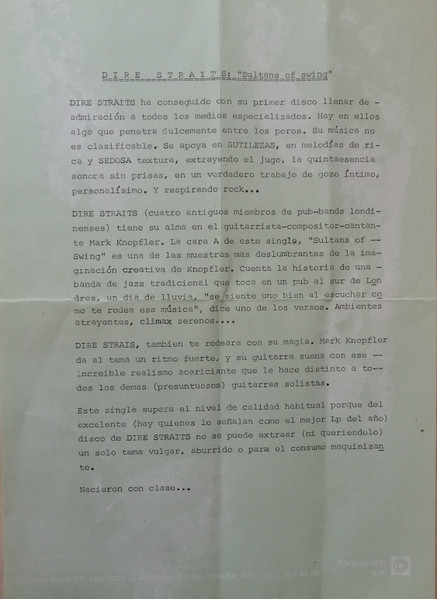 DIRE STRAITS: "Sultans of swing"
DIRE STRAITS ha conseguido con su primer disco llenar de -
admiración a todos los medios especializados. Hay en ellos
algo que penetra dulcemente entre los poros. Su música no
es clasificable. Se apoya en SUTILEZAS, en melodías de ri-
ca y SEDOSA textura, extrayendo el jugo, la quintaesencia
sonora sin prisas, en un verdadero trabajo de gozo íntimo,
personalísimo. Y respirando rock...
DIRE STRAITS (cuatro antiguos miembros de pub-bands londi-
nenses) tiene su alma en el guitarrista-compositor-cantan-
te Mark Knopfler. La cara A de este single, "Sultans of --
Swing" es una de las muestras mas deslumbrantes de la ima-
ginación creativa de Knopfler. Cuenta la historia de una -
banda de jazz tradicional que toca en un pub al sur de Lon
dres, un dia de lluvia, "se siente uno bien al escuchar co
mo te rodea esa música", dice uno de los versos. Ambientes
atrayentes, climax serenos....
DIRE STRAIS, tambien te rodeara con su magia. Mark Knopfler
da al tema un ritmo fuerte, y su guitarra suena con ese --
increible realismo acariciante que le hace distinto a to--
dos los demas (presuntuosos) guitarras solistas.
Este single supera el nivel de calidad habitual porque del
excelente (hay quienes lo señalan como el mejor Lp del año)
disco de DIRE STRAITS no se puede extraer (ni queriendolo)
un solo tema vulgar, aburrido o para el consumo maquinizan
te.
Nacieron con clase...